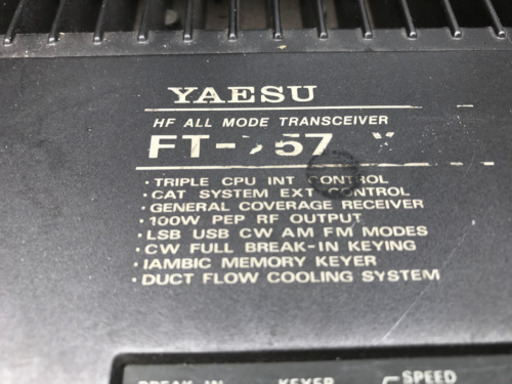 YAESU
HF ALL MODE TRANSCEIVER
· TRIPLE CPU INT CONTROL
· CAT SYSTEM EXT CONTROL
· GENERAL COVERAGE RECEIVER
· 100W PEP RF OUTPUT
· LSB USB CW AM FM MODES
· CW FULL BREAK-IN KEYING
· IAMBIC MEMORY KEYER
· DUCT FLOW COOLING SYSTEM
BREAK-IN KEYER SPEED